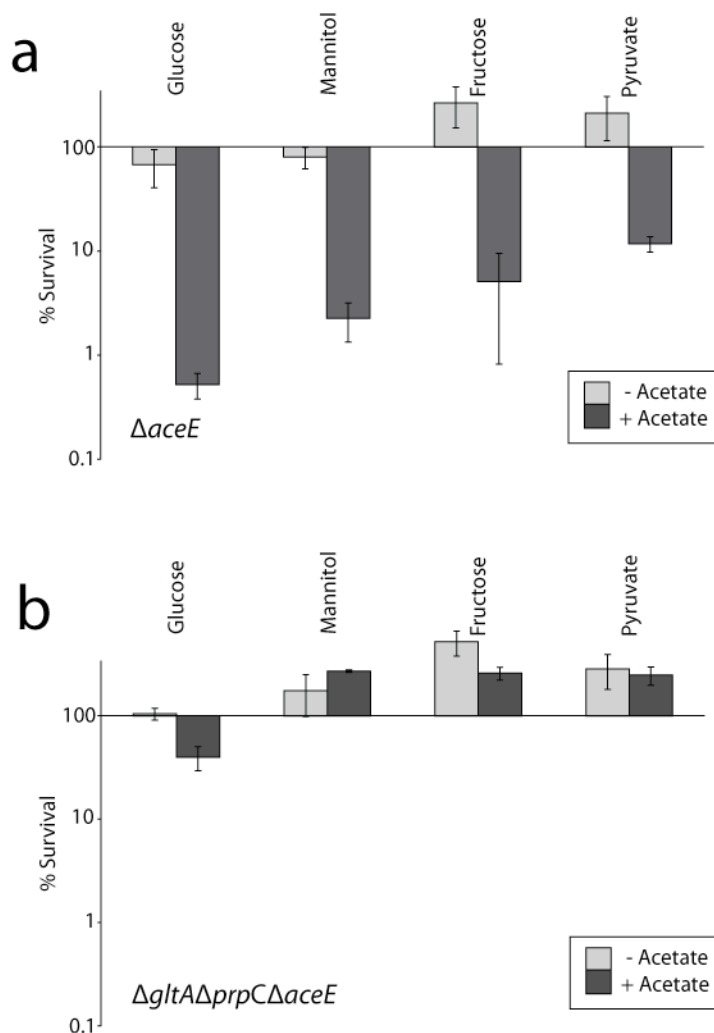 a
Glucose
Mannitol
Fructose
Pyruvate
% Survival
100
10
1
0.1
ΔaceE
- Acetate
+ Acetate
b
Glucose
Mannitol
Fructose
Pyruvate
% Survival
100
10
1
0.1
ΔgltAΔprpCΔaceE
- Acetate
+ Acetate